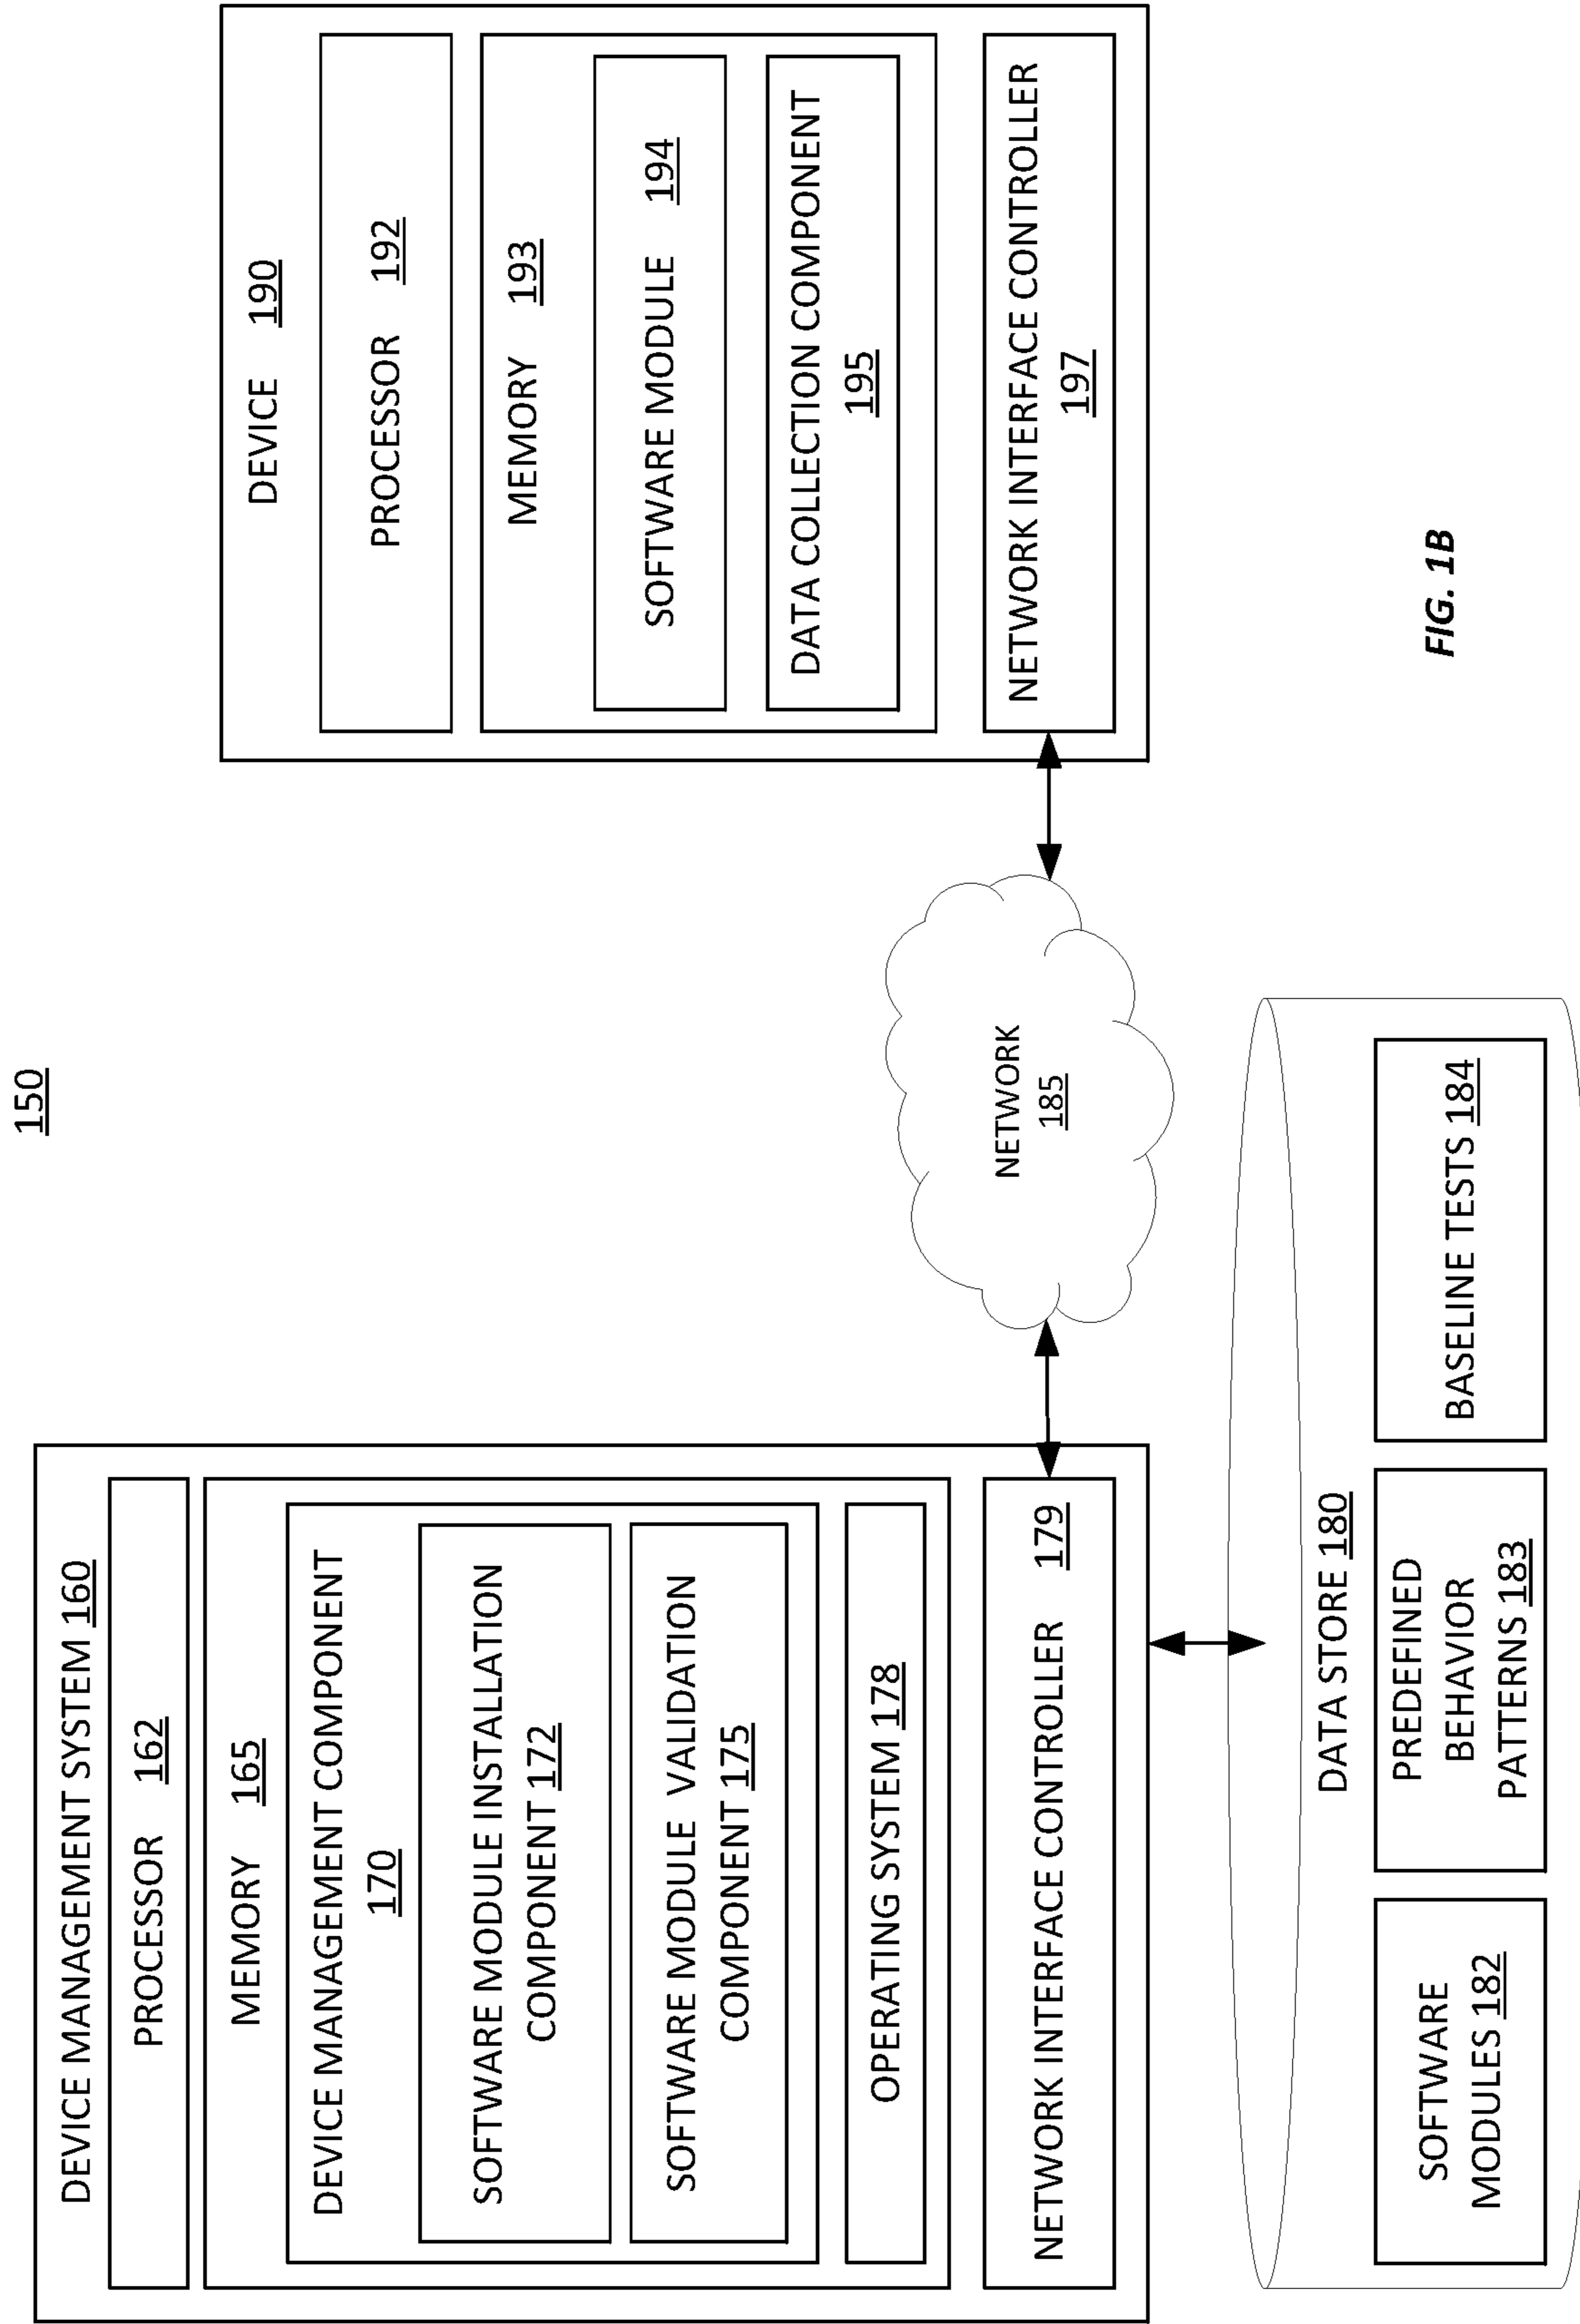 150
DEVICE MANAGEMENT SYSTEM 160
PROCESSOR 162
MEMORY 165
DEVICE MANAGEMENT COMPONENT
170
SOFTWARE MODULE INSTALLATION
COMPONENT 172
SOFTWARE MODULE VALIDATION
COMPONENT 175
OPERATING SYSTEM 178
NETWORK INTERFACE CONTROLLER 179
NETWORK
185
DEVICE 190
PROCESSOR 192
MEMORY 193
SOFTWARE MODULE 194
DATA COLLECTION COMPONENT
195
NETWORK INTERFACE CONTROLLER
197
DATA STORE 180
SOFTWARE
MODULES 182
PREDEFINED
BEHAVIOR
PATTERNS 183
BASELINE TESTS 184
FIG. 1B